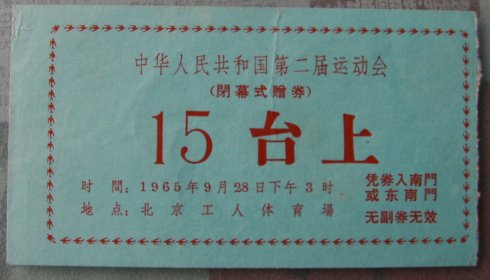 中华人民共和国第二届运动会
(閉幕式贈券)
15 台上
时 間：1965年9月28日下午3时
地 点：北京工人体育場
凭券入南門
或东南門
无副券无效